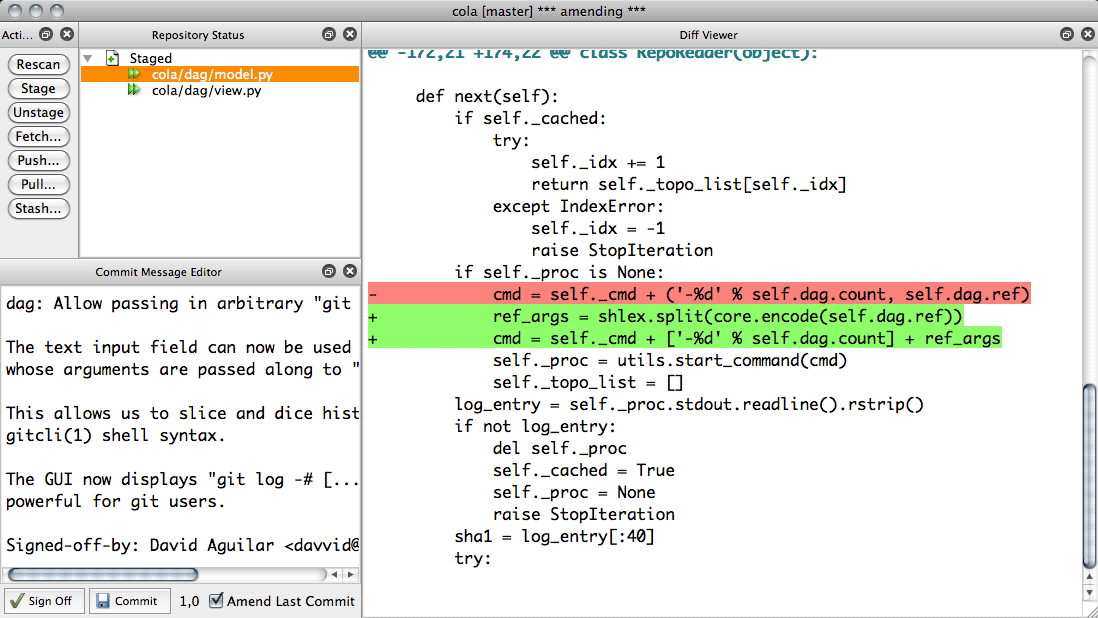 cola [master] *** amending ***
Acti...
Repository Status
Diff Viewer
Rescan
Stage
Unstage
Fetch...
Push...
Pull...
Stash...
Staged
cola/dag/model.py
cola/dag/view.py
Commit Message Editor
dag: Allow passing in arbitrary "git
The text input field can now be used
whose arguments are passed along to "
This allows us to slice and dice hist
gitcli(1) shell syntax.
The GUI now displays "git log -# [...
powerful for git users.
Signed-off-by: David Aguilar <davvid@
Sign Off
Commit
1,0
Amend Last Commit
@@ -172,21 +174,22 @@ class RepoReader(object):
def next(self):
if self._cached:
try:
self._idx += 1
return self._topo_list[self._idx]
except IndexError:
self._idx = -1
raise StopIteration
if self._proc is None:
- cmd = self._cmd + ('-%d' % self.dag.count, self.dag.ref)
+ ref_args = shlex.split(core.encode(self.dag.ref))
+ cmd = self._cmd + ['-%d' % self.dag.count] + ref_args
self._proc = utils.start_command(cmd)
self._topo_list = []
log_entry = self._proc.stdout.readline().rstrip()
if not log_entry:
del self._proc
self._cached = True
self._proc = None
raise StopIteration
sha1 = log_entry[:40]
try: